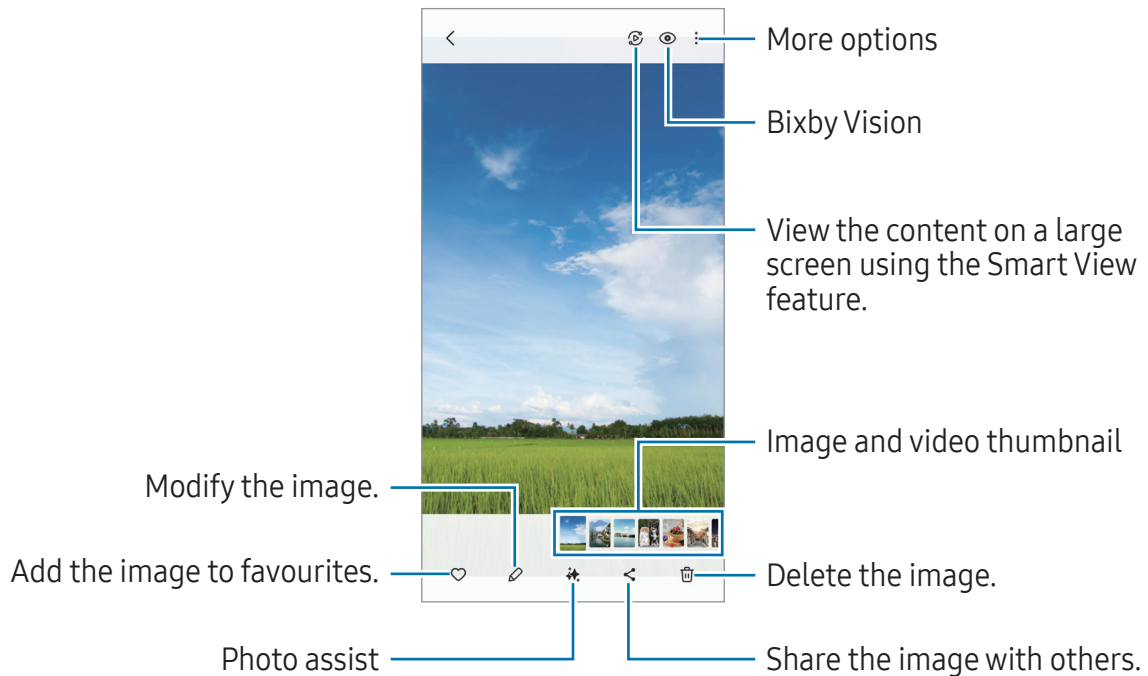 More options
Bixby Vision
View the content on a large
screen using the Smart View
feature.
Image and video thumbnail
Modify the image.
Add the image to favourites.
Delete the image.
Photo assist
Share the image with others.